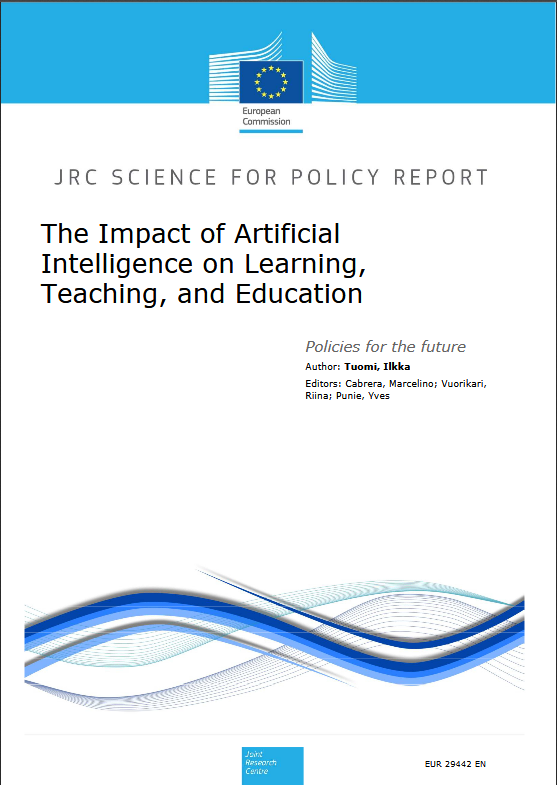 European
Commission
JRC SCIENCE FOR POLICY REPORT
The Impact of Artificial
Intelligence on Learning,
Teaching, and Education
Policies for the future
Author: Tuomi, Ilkka
Editors: Cabrera, Marcelino; Vuorikari,
Riina; Punie, Yves
Joint
Research
Centre
EUR 29442 EN